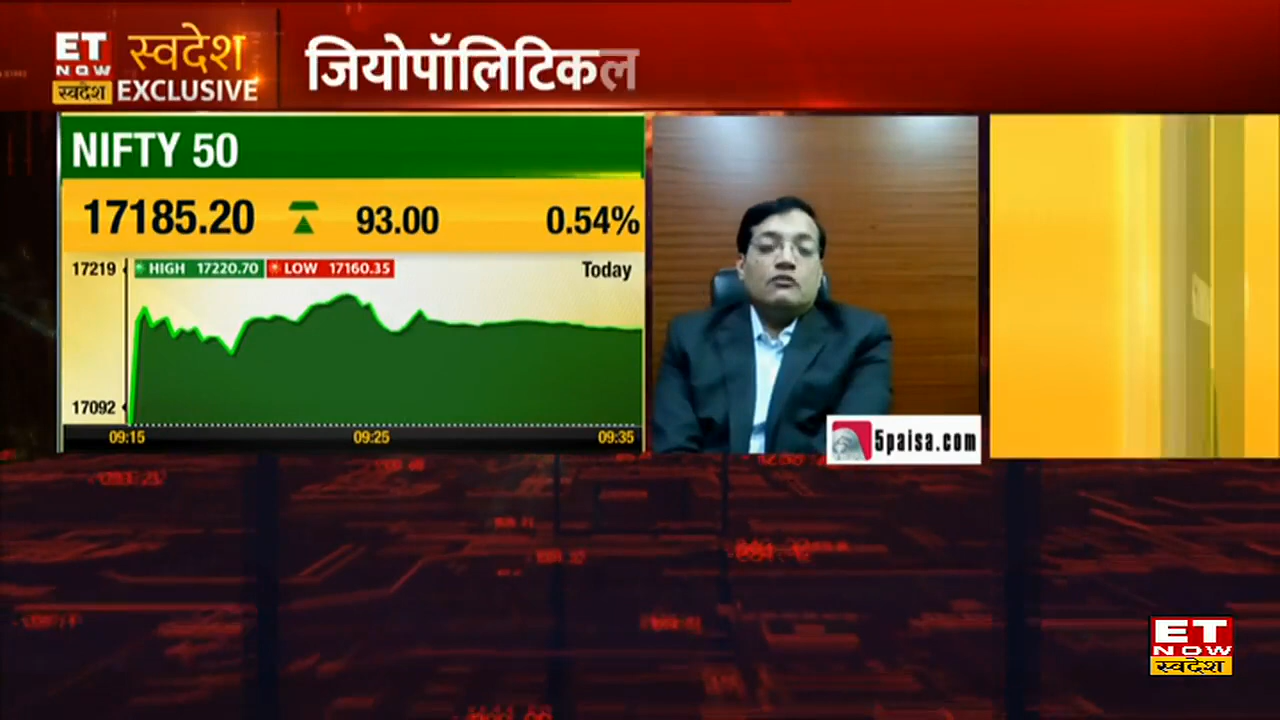 ET NOW स्वदेश
स्वदेश EXCLUSIVE
जियोपॉलिटिकल
NIFTY 50
17185.20 93.00 0.54%
17219 HIGH 17220.70 LOW 17160.35 Today
17092
09:15 09:25 09:35
5paisa.com
ET
NOW
स्वदेश